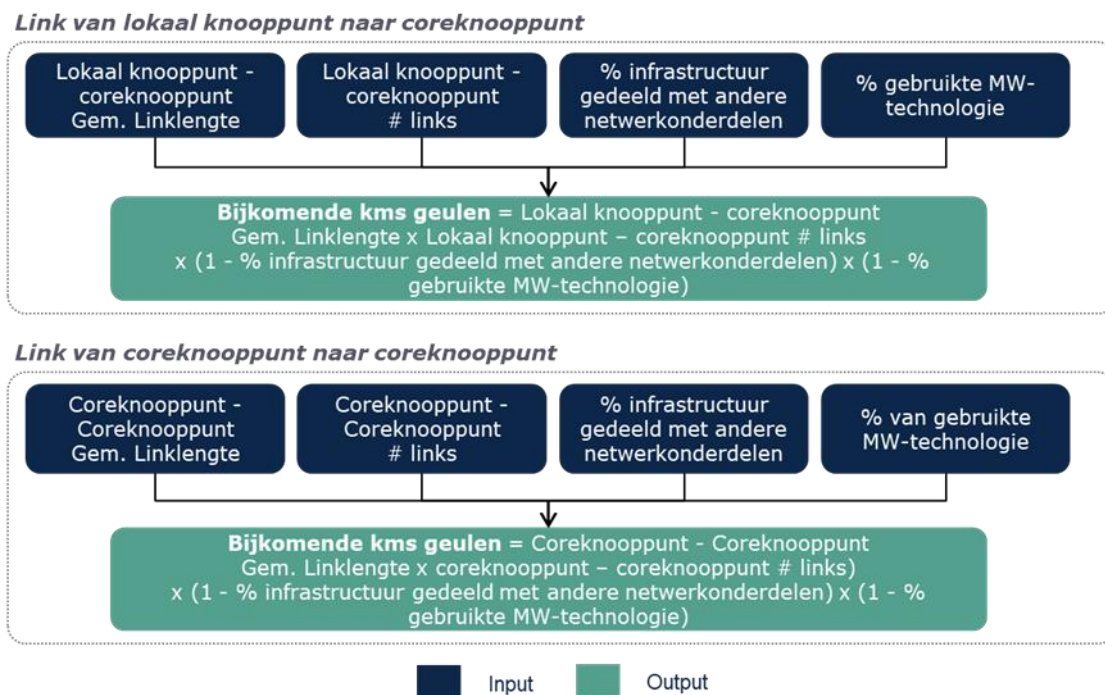 Link van lokaal knooppunt naar coreknooppunt
Lokaal knooppunt -
coreknooppunt
Gem. Linklengte
Lokaal knooppunt -
coreknooppunt
# links
% infrastructuur
gedeeld met andere
netwerkonderdelen
% gebruikte MW-
technologie
Bijkomende kms geulen = Lokaal knooppunt - coreknooppunt
Gem. Linklengte x Lokaal knooppunt – coreknooppunt # links
x (1 - % infrastructuur gedeeld met andere netwerkonderdelen) x (1 - %
gebruikte MW-technologie)
Link van coreknooppunt naar coreknooppunt
Coreknooppunt -
Coreknooppunt
Gem. Linklengte
Coreknooppunt -
Coreknooppunt
# links
% infrastructuur
gedeeld met andere
netwerkonderdelen
% van gebruikte
MW-technologie
Bijkomende kms geulen = Coreknooppunt - Coreknooppunt
Gem. Linklengte x coreknooppunt – coreknooppunt # links)
x (1 - % infrastructuur gedeeld met andere netwerkonderdelen) x (1 - %
gebruikte MW-technologie)
Input
Output